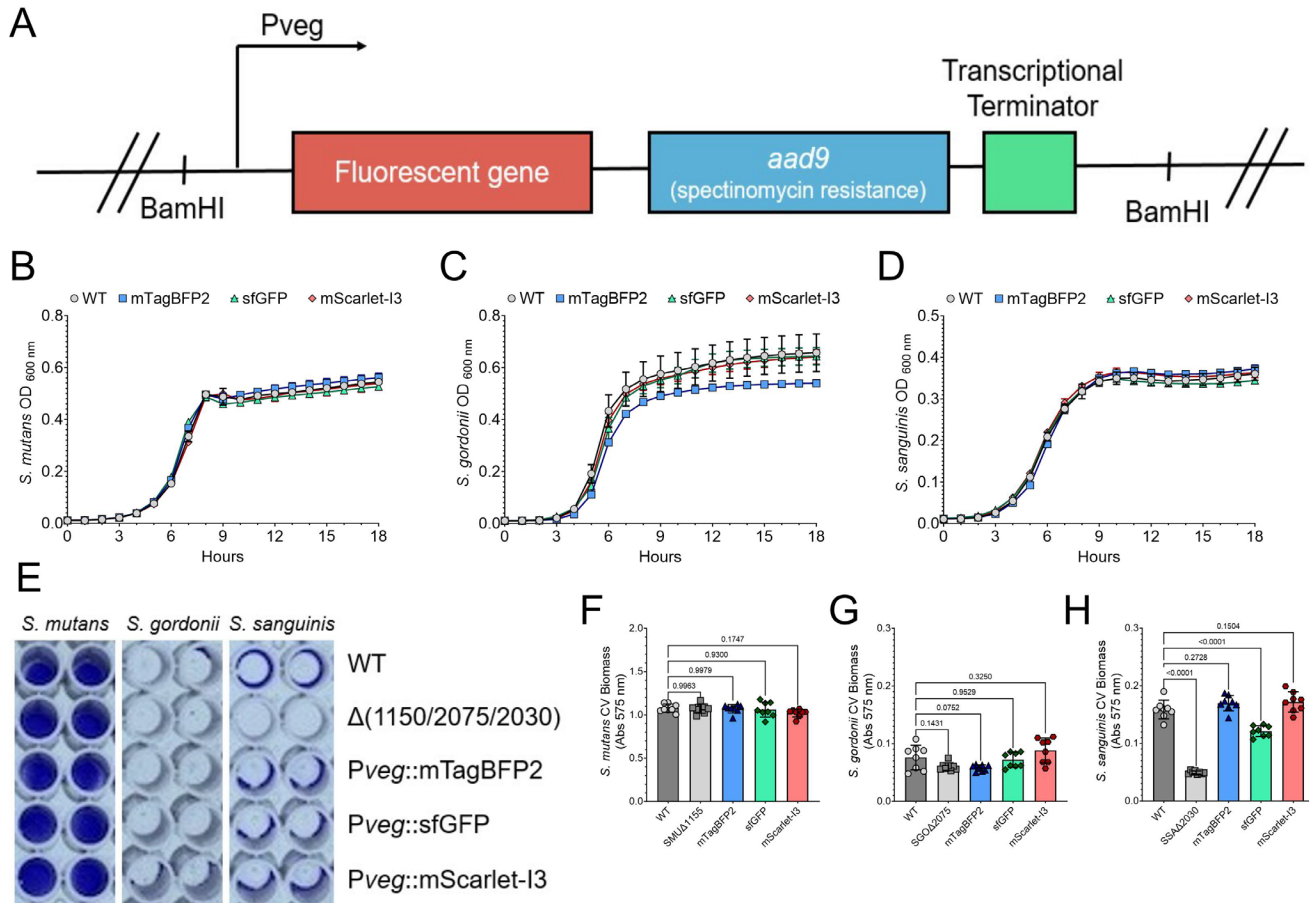 A
Pveg
Transcriptional
Terminator
Fluorescent gene
aad9
(spectinomycin resistance)
BamHI
BamHI
B
WT mTagBFP2 sfGFP mScarlet-I3
S. mutans OD 600 nm
0.8
0.6
0.4
0.2
0.0
0 3 6 9 12 15 18
Hours
C
WT mTagBFP2 sfGFP mScarlet-I3
S. gordonii OD 600 nm
0.8
0.6
0.4
0.2
0.0
0 3 6 9 12 15 18
Hours
D
WT mTagBFP2 sfGFP mScarlet-I3
S. sanguinis OD 600 nm
0.5
0.4
0.3
0.2
0.1
0.0
0 3 6 9 12 15 18
Hours
E
S. mutans S. gordonii S. sanguinis
WT
Δ(1150/2075/2030)
Pveg::mTagBFP2
Pveg::sfGFP
Pveg::mScarlet-I3
F
S. mutans CV Biomass
(Abs 575 nm)
2.0
1.5
1.0
0.5
0.0
0.1747
0.9300
0.9979
0.9963
WT
SMUΔ1155
mTagBFP2
sfGFP
mScarlet-I3
G
S. gordonii CV Biomass
(Abs 575 nm)
0.3
0.2
0.1
0.0
0.3250
0.9529
0.0752
0.1431
WT
SGOΔ2075
mTagBFP2
sfGFP
mScarlet-I3
H
S. sanguinis CV Biomass
(Abs 575 nm)
0.3
0.2
0.1
0.0
0.1504
<0.0001
0.2728
<0.0001
WT
SSAΔ2030
mTagBFP2
sfGFP
mScarlet-I3